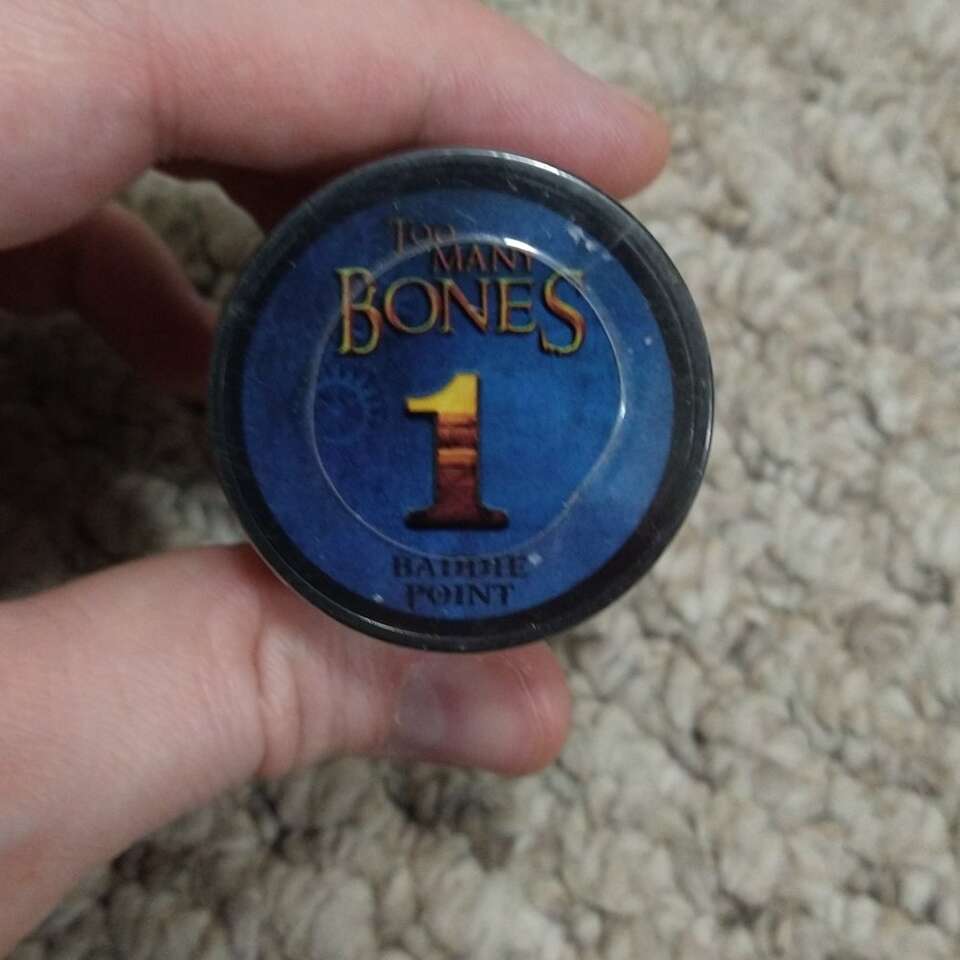 Too
Many
Bones
1
Baddie
Point